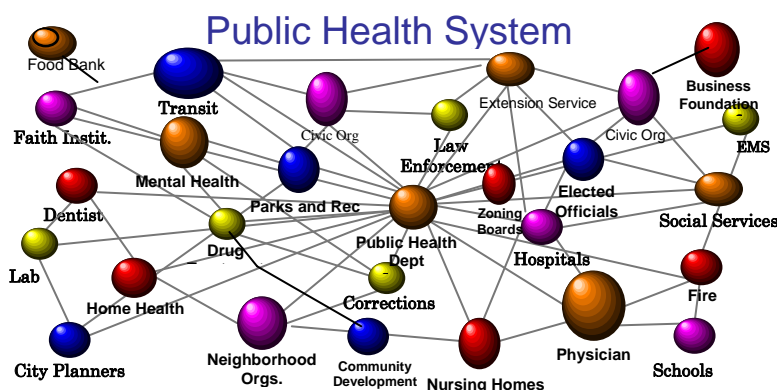 Public Health System
Food Bank
Transit
Civic Org
Extension Service
Civic Org
Business
Foundation
Faith Instit.
Mental Health
Law
Enforcement
EMS
Dentist
Parks and Rec
Zoning
Boards
Elected
Officials
Social Services
Lab
Drug
Public Health
Dept
Hospitals
Home Health
Corrections
Fire
City Planners
Neighborhood
Orgs.
Community
Development
Nursing Homes
Physician
Schools